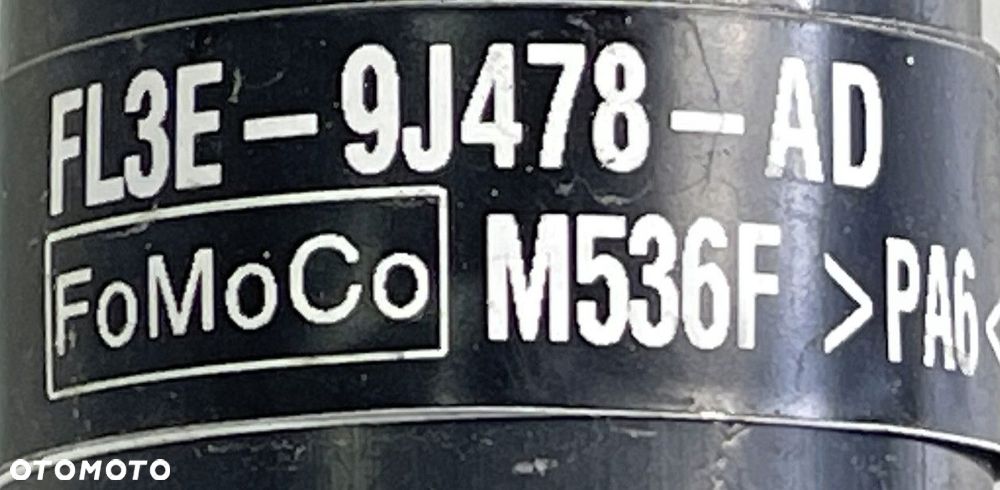 FL3E-9J478-AD
FoMoCo M536F >PA6<
OTOMOTO